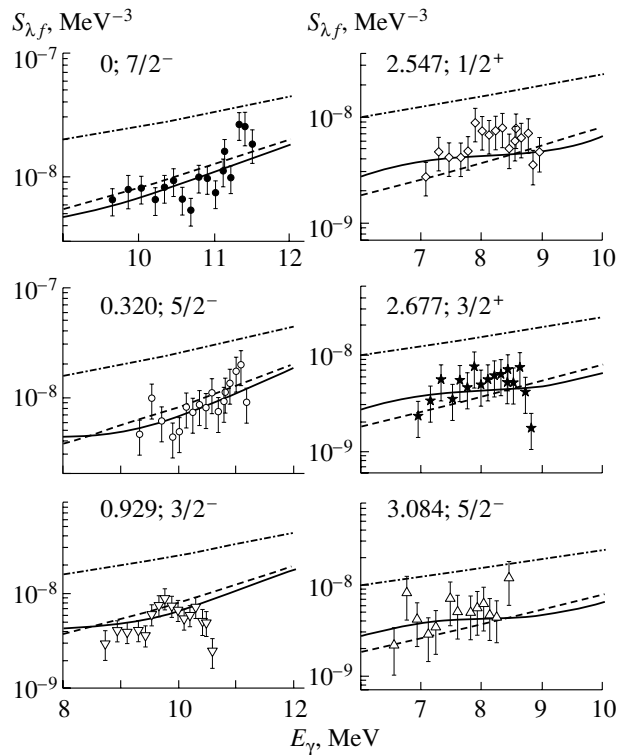 S_{λf}, MeV⁻³
0; 7/2⁻
10⁻⁷
10⁻⁸
10 11 12
S_{λf}, MeV⁻³
2.547; 1/2⁺
10⁻⁸
10⁻⁹
7 8 9 10
0.320; 5/2⁻
10⁻⁷
10⁻⁸
2.677; 3/2⁺
10⁻⁸
10⁻⁹
0.929; 3/2⁻
10⁻⁸
10⁻⁹
8 10 12
3.084; 5/2⁻
10⁻⁸
10⁻⁹
7 8 9 10
E_γ, MeV